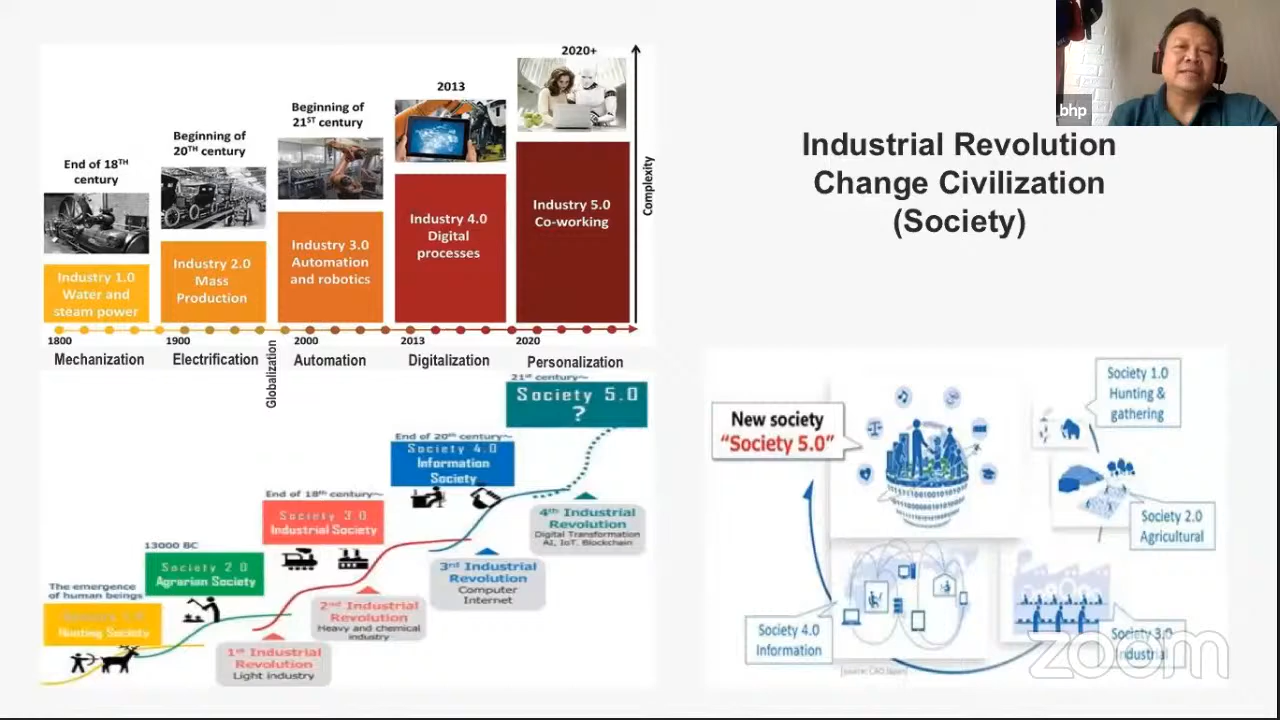 bhp
Industrial Revolution
Change Civilization
(Society)
2020+
2013
Beginning of
21ST century
Beginning of
20TH century
End of 18TH
century
Complexity
Industry 1.0
Water and
steam power
Industry 2.0
Mass
Production
Industry 3.0
Automation
and robotics
Industry 4.0
Digital
processes
Industry 5.0
Co-working
1800
1900
2000
2013
2020
Mechanization
Electrification
Globalization
Automation
Digitalization
Personalization
21st century~
Society 5.0
?
End of 20th century~
Society 4.0
Information
Society
End of 18th century~
Society 3.0
Industrial Society
13000 BC
Society 2.0
Agrarian Society
The emergence
of human beings
Hunting Society
1st Industrial
Revolution
Light industry
2nd Industrial
Revolution
Heavy and chemical
industry
3rd Industrial
Revolution
Computer
Internet
4th Industrial
Revolution
Digital Transformation
AI, IoT, Blockchain
New society
"Society 5.0"
Society 1.0
Hunting &
gathering
Society 2.0
Agricultural
Society 3.0
Industrial
Society 4.0
Information
zoom